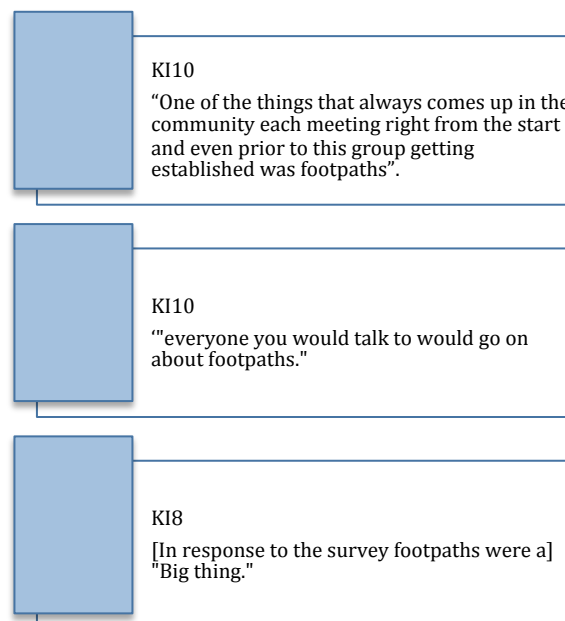 KI10
“One of the things that always comes up in the
community each meeting right from the start
and even prior to this group getting
established was footpaths”.
KI10
‘"everyone you would talk to would go on
about footpaths."
KI8
[In response to the survey footpaths were a]
"Big thing."